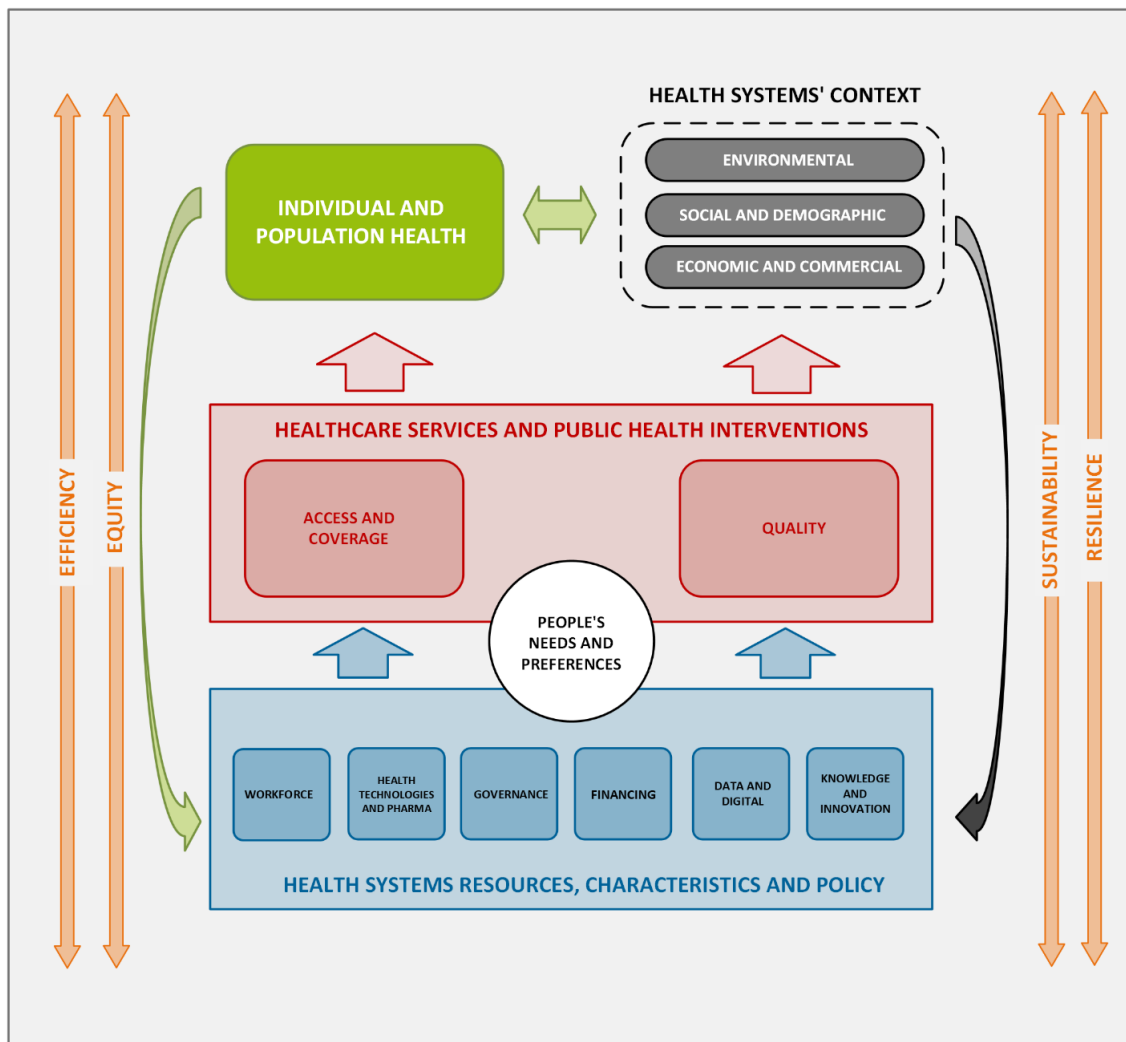 HEALTH SYSTEMS' CONTEXT
ENVIRONMENTAL
SOCIAL AND DEMOGRAPHIC
ECONOMIC AND COMMERCIAL
INDIVIDUAL AND
POPULATION HEALTH
EFFICIENCY
EQUITY
SUSTAINABILITY
RESILIENCE
HEALTHCARE SERVICES AND PUBLIC HEALTH INTERVENTIONS
ACCESS AND
COVERAGE
QUALITY
PEOPLE'S
NEEDS AND
PREFERENCES
WORKFORCE
HEALTH
TECHNOLOGIES
AND PHARMA
GOVERNANCE
FINANCING
DATA AND
DIGITAL
KNOWLEDGE
AND
INNOVATION
HEALTH SYSTEMS RESOURCES, CHARACTERISTICS AND POLICY